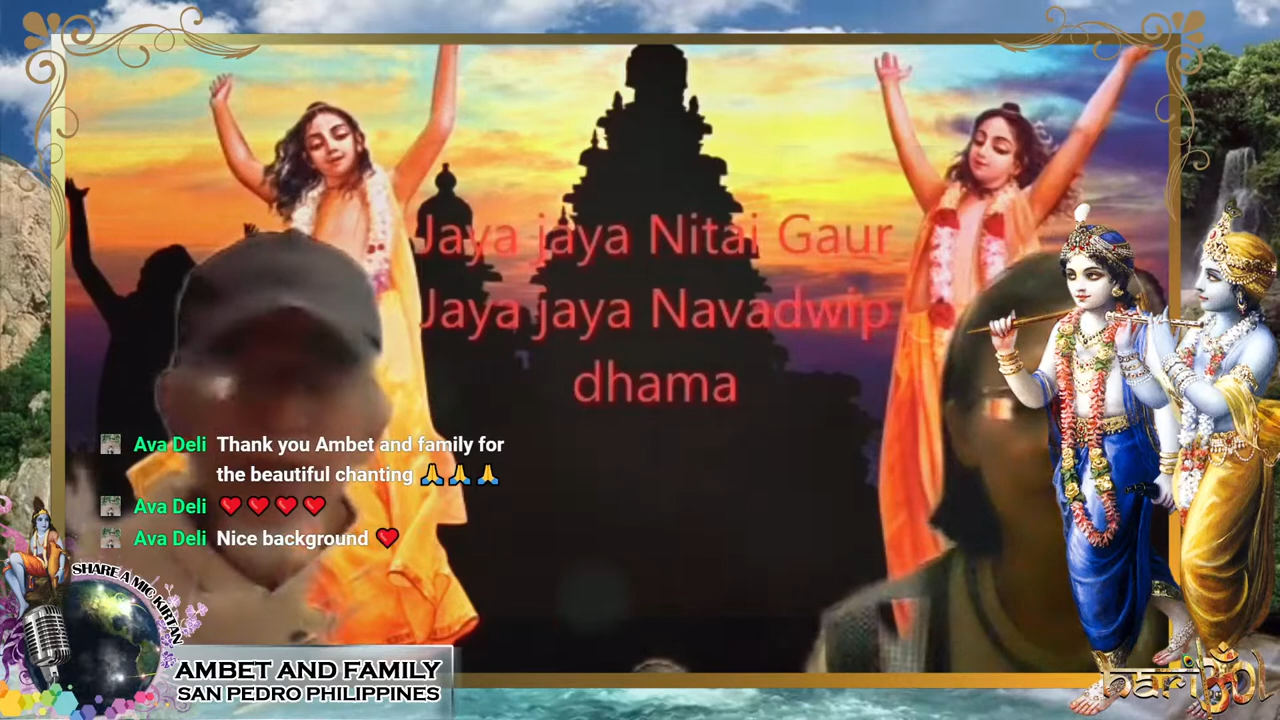 Jaya jaya Nitai Gaur
Jaya jaya Navadwip
dhama
Ava Deli Thank you Ambet and family for
the beautiful chanting 🙏🙏🙏
Ava Deli ❤️❤️❤️❤️
Ava Deli Nice background ❤️
SHARE A MIC KIRTAN
AMBET AND FAMILY
SAN PEDRO PHILIPPINES
haribol